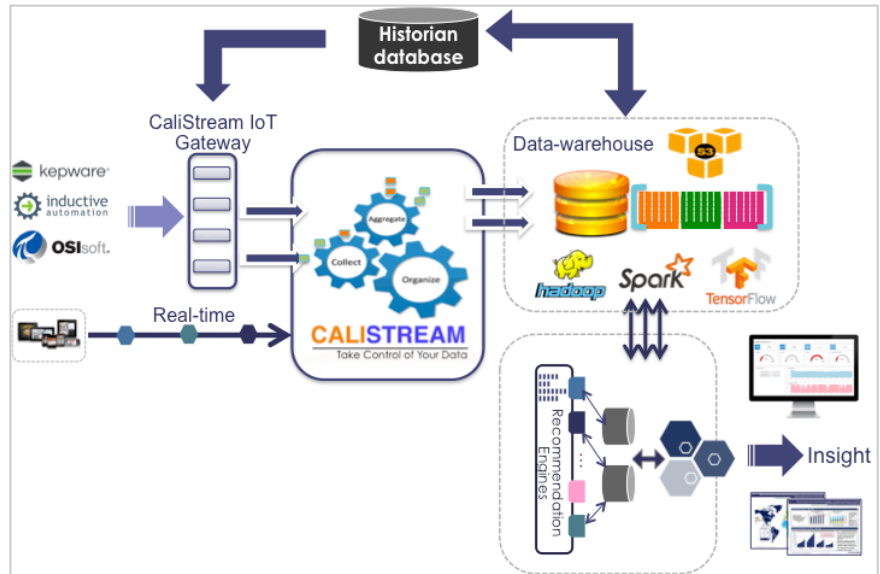 Historian
database
CaliStream IoT
Gateway
kepware
inductive
automation
OSIsoft.
Real-time
Aggregate
Collect
Organize
CALISTREAM
Take Control of Your Data
Data-warehouse
S3
hadoop
Spark
TensorFlow
Recommendation
Engines
...
Insight